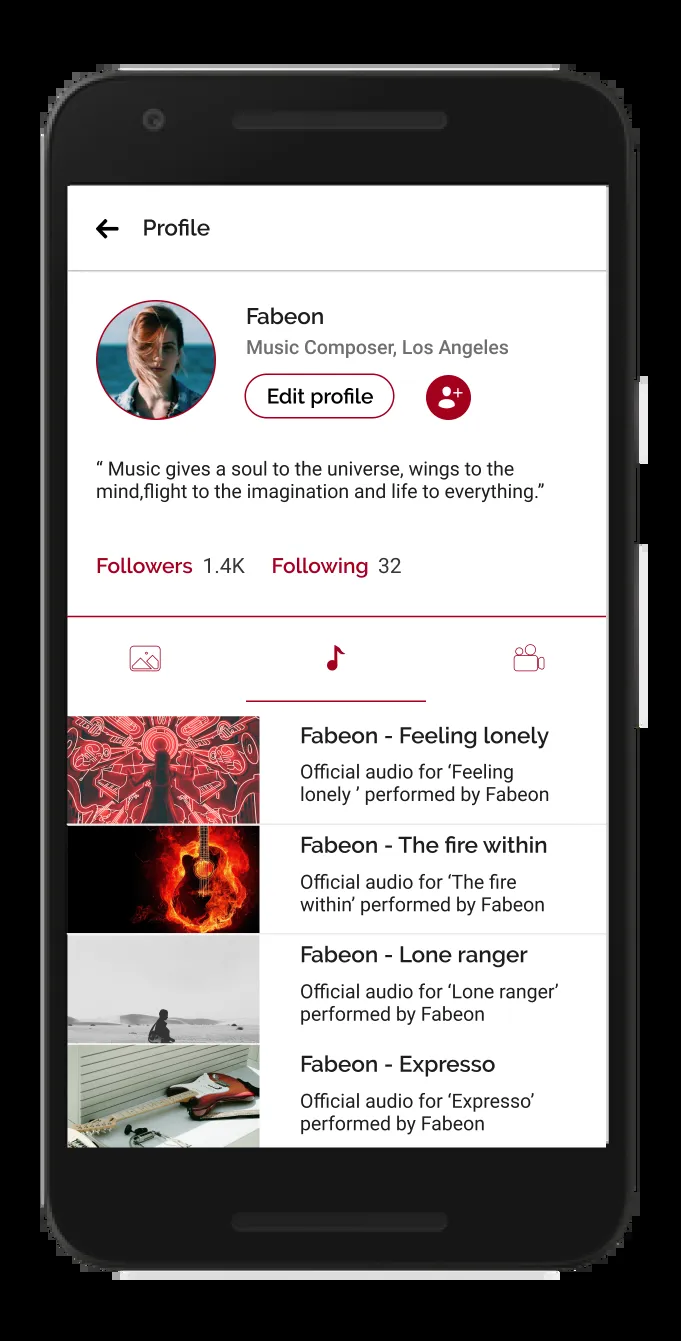 Profile
Fabeon
Music Composer, Los Angeles
Edit profile
“ Music gives a soul to the universe, wings to the
mind,flight to the imagination and life to everything.”
Followers 1.4K Following 32
Fabeon - Feeling lonely
Official audio for ‘Feeling
lonely ’ performed by Fabeon
Fabeon - The fire within
Official audio for ‘The fire
within’ performed by Fabeon
Fabeon - Lone ranger
Official audio for ‘Lone ranger’
performed by Fabeon
Fabeon - Expresso
Official audio for ‘Expresso’
performed by Fabeon